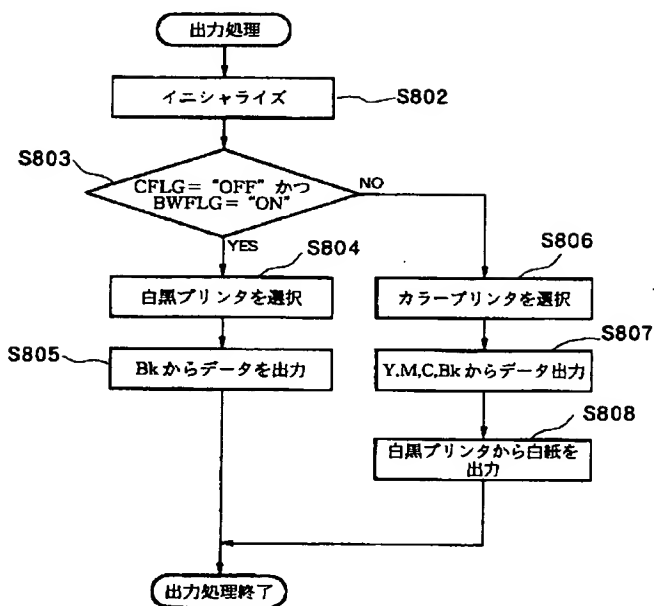 出力処理
イニシャライズ
S802
S803
CFLG= “OFF” かつ
BWFLG= “ON”
NO
YES
S804
白黒プリンタを選択
S805
Bkからデータを出力
S806
カラープリンタを選択
S807
Y.M,C,Bkからデータ出力
S808
白黒プリンタから白紙を
出力
出力処理終了